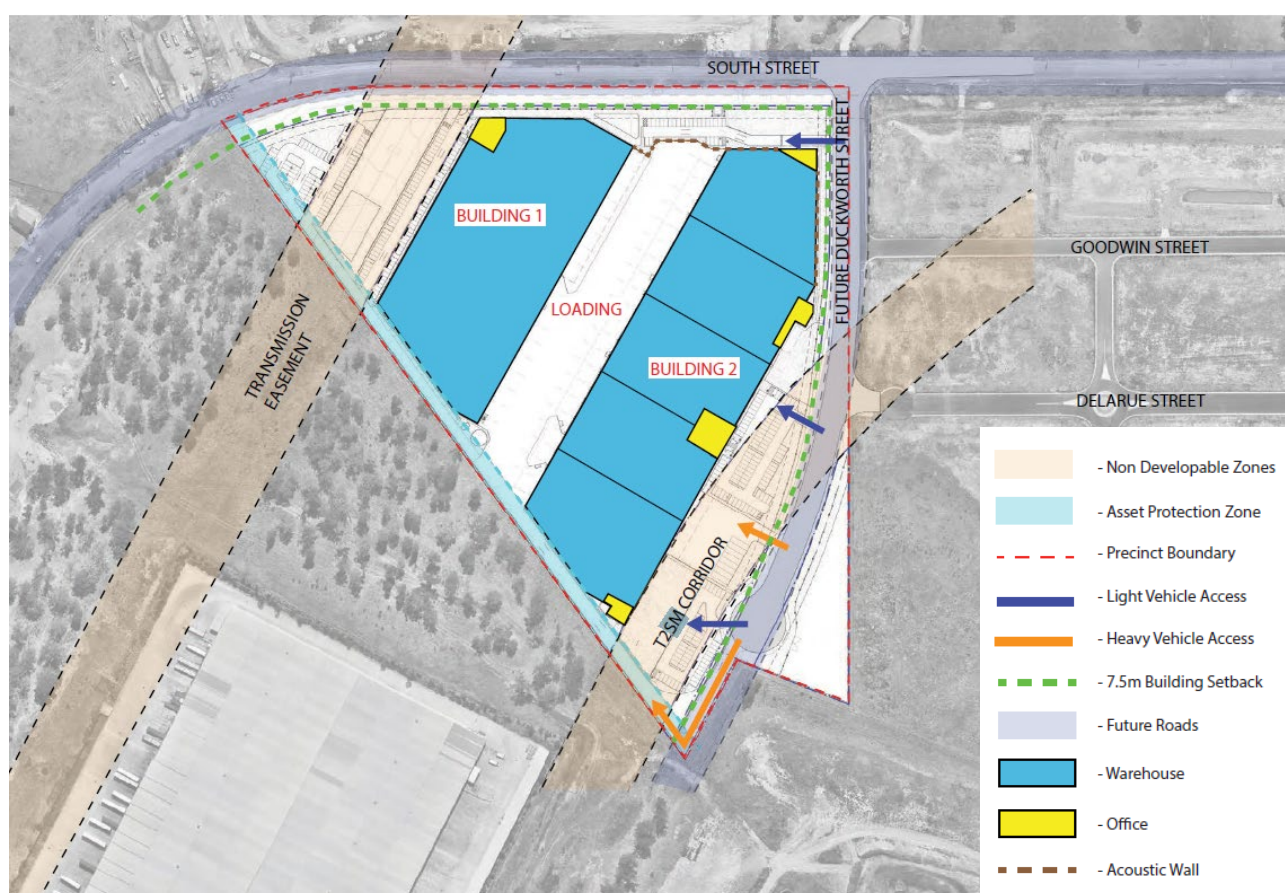 SOUTH STREET
FUTURE DUCKWORTH STREET
BUILDING 1
GOODWIN STREET
LOADING
TRANSMISSION
EASEMENT
BUILDING 2
DELARUE STREET
T2SM CORRIDOR
- Non Developable Zones
- Asset Protection Zone
- Precinct Boundary
- Light Vehicle Access
- Heavy Vehicle Access
- 7.5m Building Setback
- Future Roads
- Warehouse
- Office
- Acoustic Wall